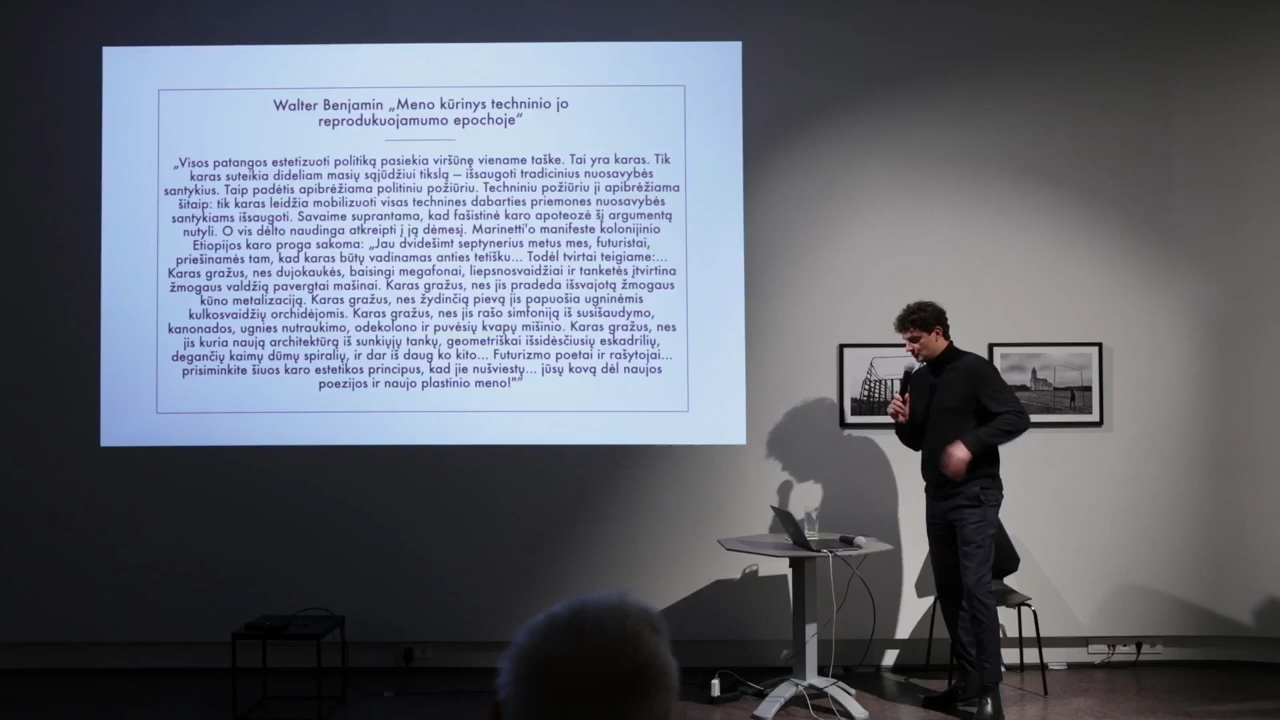 Walter Benjamin „Meno kūrinys techninio jo
reprodukuojamumo epochoje“
„Visos patangos estetizuoti politiką pasiekia viršūnę viename taške. Tai yra karas. Tik
karas suteikia dideliam masių sąjūdžiui tikslą – išsaugoti tradicinius nuosavybės
santykius. Taip padėtis apibrėžiama politiniu požiūriu. Techniniu požiūriu ji apibrėžiama
šitaip: tik karas leidžia mobilizuoti visas technines dabarties priemones nuosavybės
santykiams išsaugoti. Savaime suprantama, kad fašistinė karo apoteozė šį argumentą
nutyli. O vis dėlto naudinga atkreipti į ją dėmesį. Marinetti'o manifeste kolonijinio
Etiopijos karo proga sakoma: „Jau dvidešimt septynerius metus mes, futuristai,
priešinamės tam, kad karas būtų vadinamas anties tetišku... Todėl tvirtai teigiame:...
Karas gražus, nes dujokaukės, baisingi megafonai, liepsnosvaidžiai ir tanketės įtvirtina
žmogaus valdžią pavergtai mašinai. Karas gražus, nes jis pradeda išsvajotą žmogaus
kūno metalizaciją. Karas gražus, nes žydinčią pievą jis papuošia ugninėmis
kulkosvaidžių orchidėjomis. Karas gražus, nes jis rašo simfoniją iš susišaudymo,
kanonados, ugnies nutraukimo, odekolono ir puvėsių kvapų mišinio. Karas gražus, nes
jis kuria naują architektūrą iš sunkiųjų tankų, geometriškai išsidėsčiusių eskadrilių,
degančių kaimų dūmų spiralių, ir dar iš daug ko kito... Futurizmo poetai ir rašytojai...
prisiminkite šiuos karo estetikos principus, kad jie nušviestų... jūsų kovą dėl naujos
poezijos ir naujo plastinio meno!"“